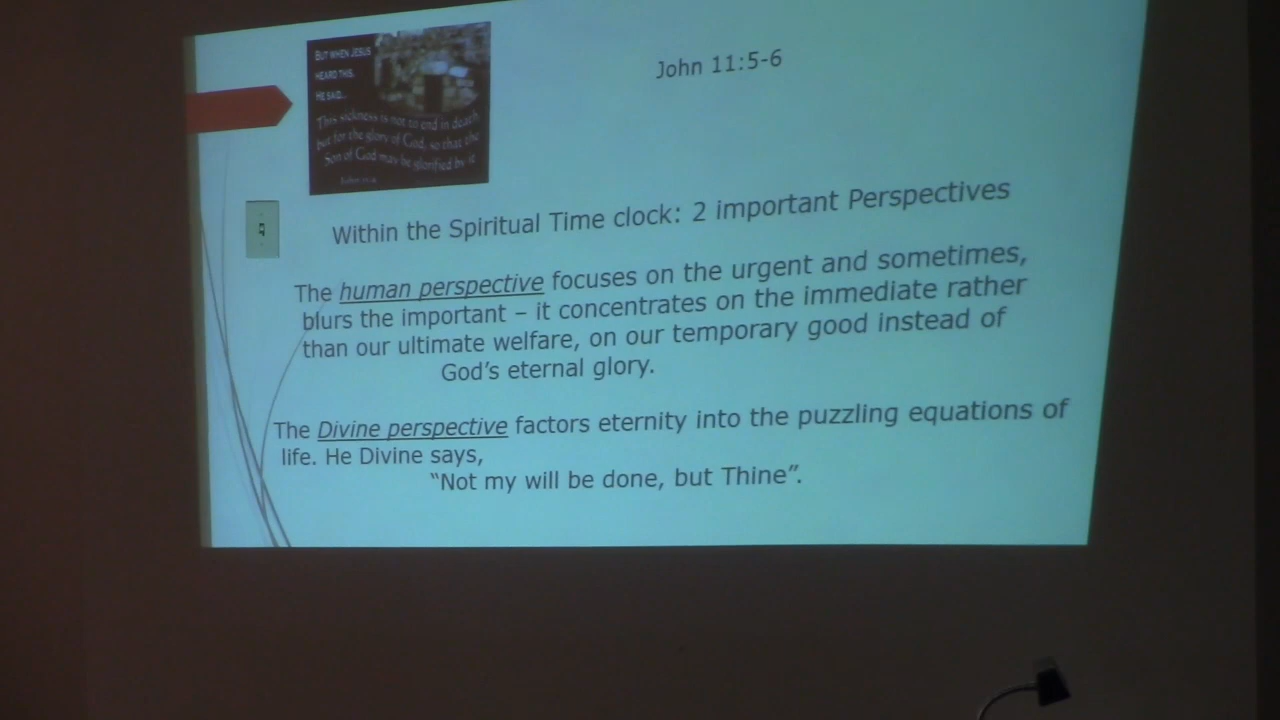 BUT WHEN JESUS
HEARD THIS,
HE SAID...
This sickness is not to end in death
but for the glory of God, so that the
Son of God may be glorified by it
John 11:5-6
Within the Spiritual Time clock: 2 important Perspectives
The human perspective focuses on the urgent and sometimes,
blurs the important – it concentrates on the immediate rather
than our ultimate welfare, on our temporary good instead of
God's eternal glory.
The Divine perspective factors eternity into the puzzling equations of
life. He Divine says,
“Not my will be done, but Thine”.